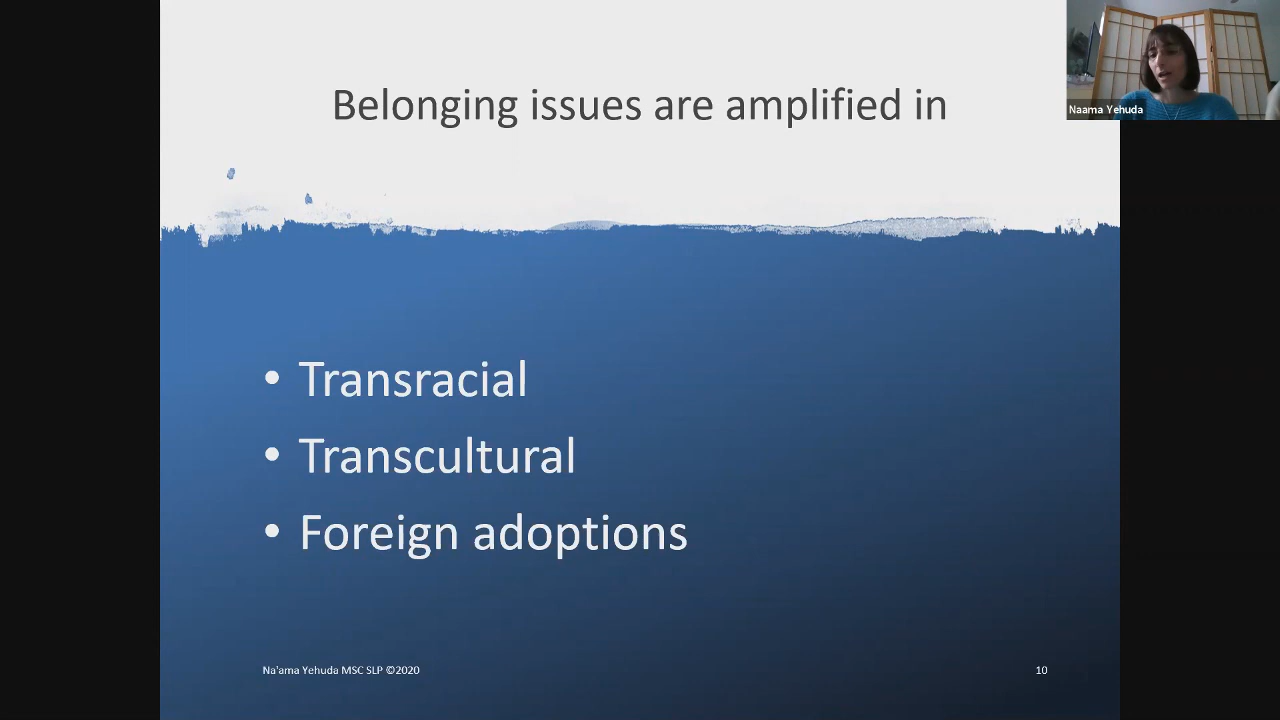 Belonging issues are amplified in
Naama Yehuda
• Transracial
• Transcultural
• Foreign adoptions
Na'ama Yehuda MSC SLP ©2020
10